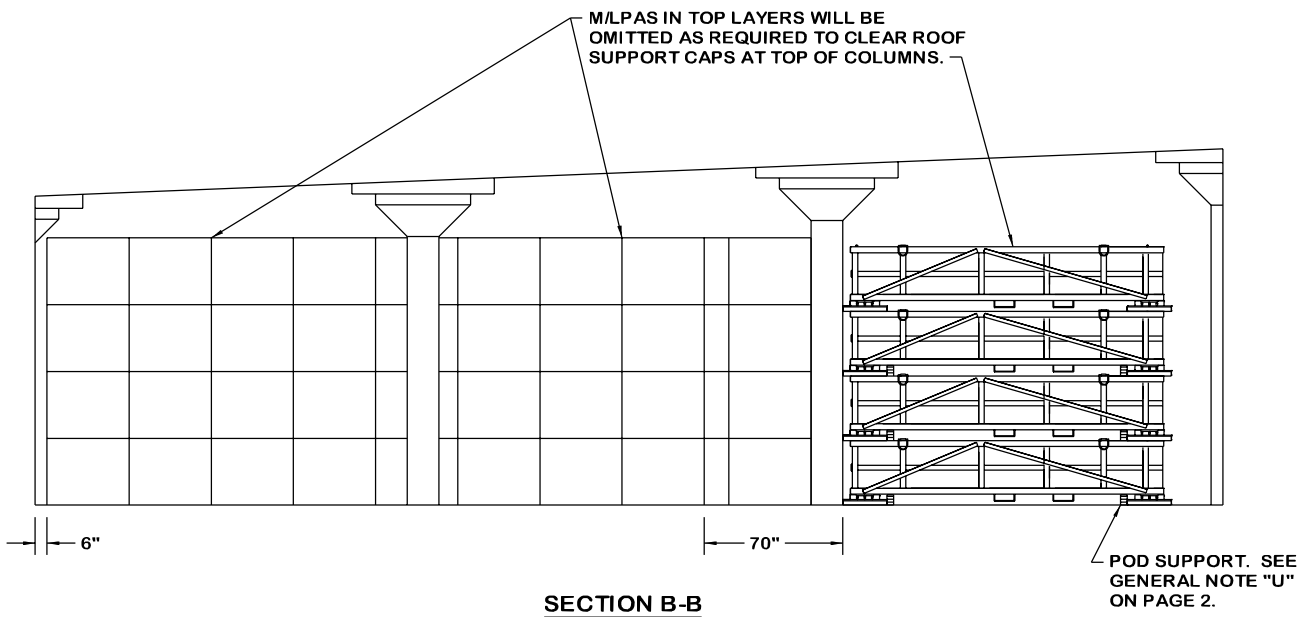 M/LPAS IN TOP LAYERS WILL BE
OMITTED AS REQUIRED TO CLEAR ROOF
SUPPORT CAPS AT TOP OF COLUMNS.
6"
70"
POD SUPPORT. SEE
GENERAL NOTE "U"
ON PAGE 2.
SECTION B-B